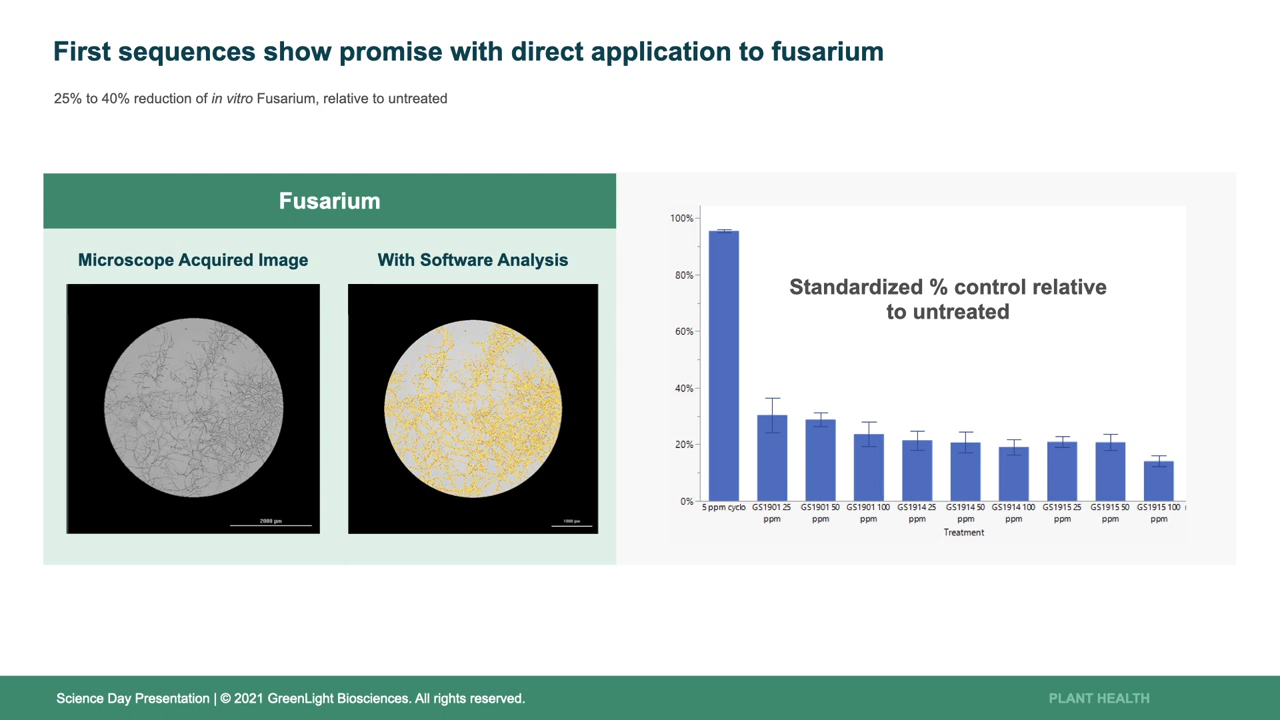 First sequences show promise with direct application to fusarium
25% to 40% reduction of in vitro Fusarium, relative to untreated
Fusarium
Microscope Acquired Image
With Software Analysis
2000 µm
1000 µm
Standardized % control relative
to untreated
100%
80%
60%
40%
20%
0%
5 ppm cyclo
GS1901 25
ppm
GS1901 50
ppm
GS1901 100
ppm
GS1914 25
ppm
GS1914 50
ppm
GS1914 100
ppm
GS1915 25
ppm
GS1915 50
ppm
GS1915 100
ppm
Treatment
Science Day Presentation | © 2021 GreenLight Biosciences. All rights reserved.
PLANT HEALTH